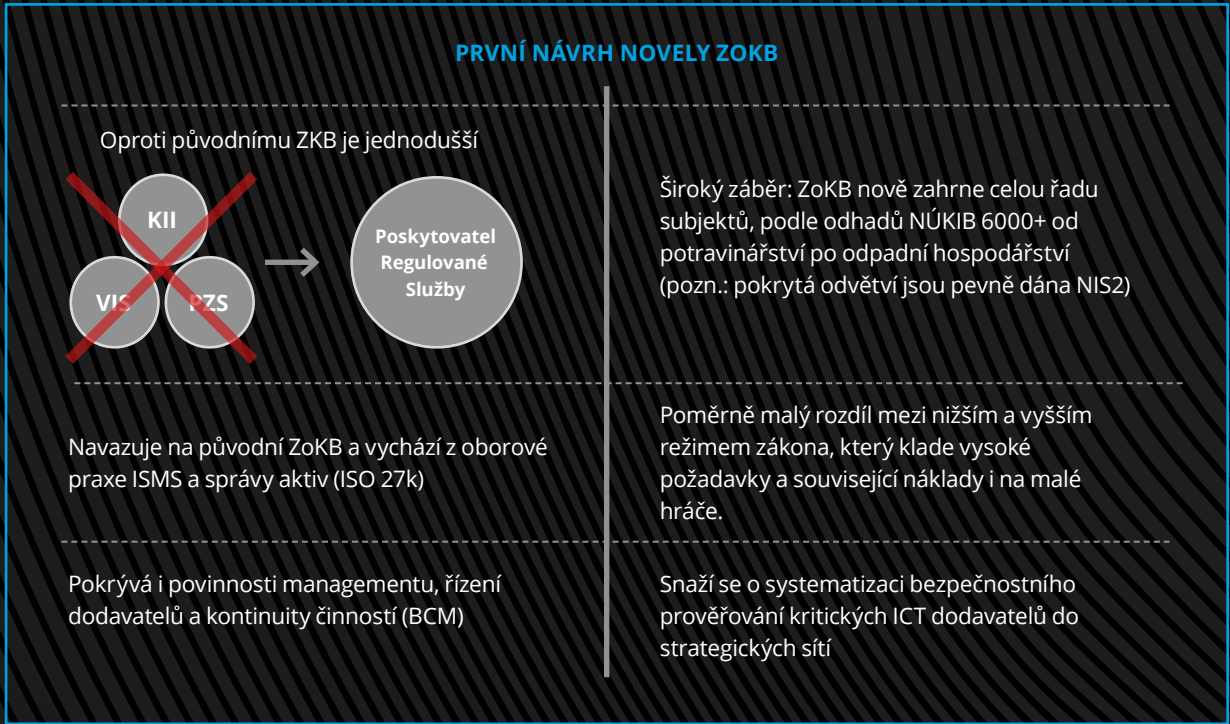 PRVNÍ NÁVRH NOVELY ZOKB
Oproti původnímu ZKB je jednodušší
KII
VIS
PZS
Poskytovatel
Regulované
Služby
Široký záběr: ZoKB nově zahrne celou řadu
subjektů, podle odhadů NÚKIB 6000+ od
potravinářství po odpadní hospodářství
(pozn.: pokrytá odvětví jsou pevně dána NIS2)
Navazuje na původní ZoKB a vychází z oborové
praxe ISMS a správy aktiv (ISO 27k)
Poměrně malý rozdíl mezi nižším a vyšším
režimem zákona, který klade vysoké
požadavky a související náklady i na malé
hráče.
Pokrývá i povinnosti managementu, řízení
dodavatelů a kontinuity činností (BCM)
Snaží se o systematizaci bezpečnostního
prověřování kritických ICT dodavatelů do
strategických sítí